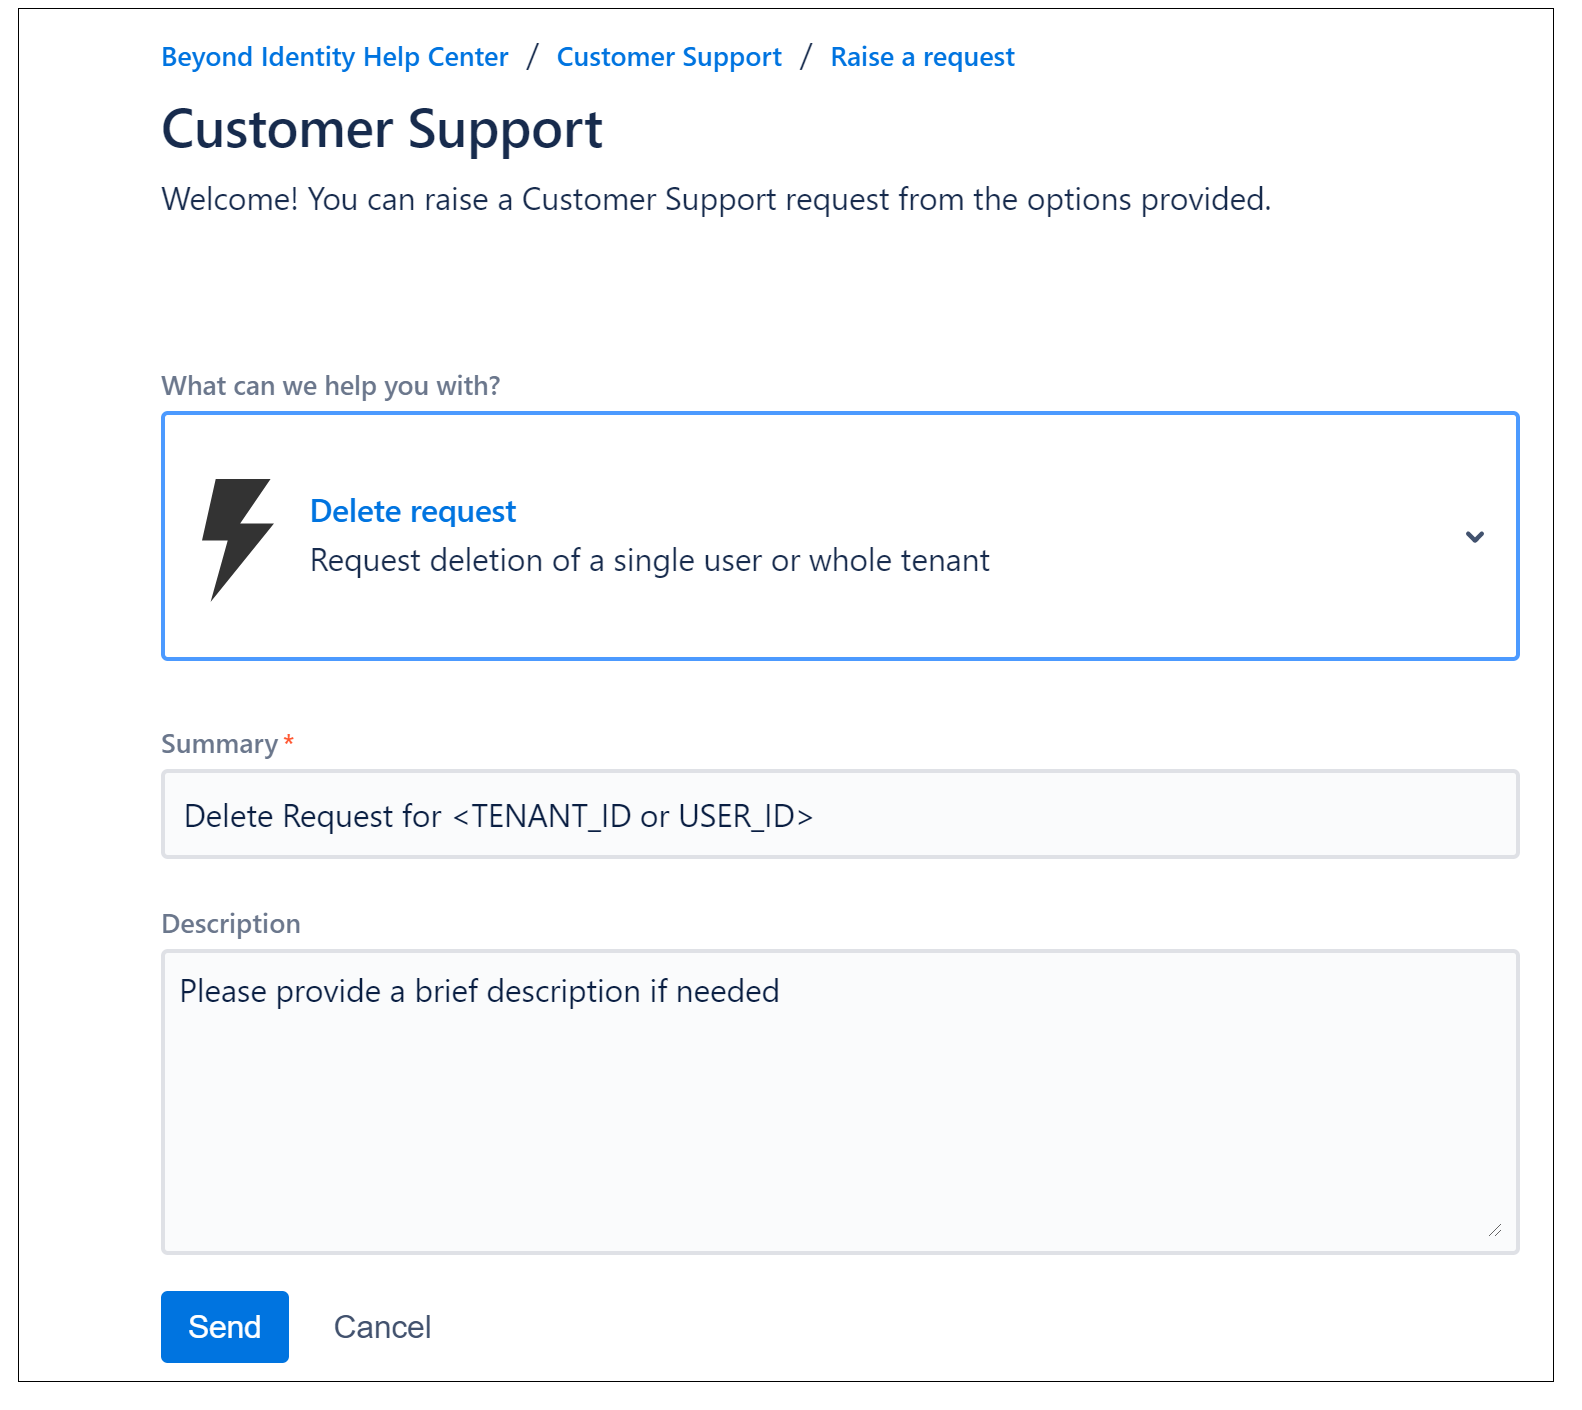 Beyond Identity Help Center / Customer Support / Raise a request
Customer Support
Welcome! You can raise a Customer Support request from the options provided.
What can we help you with?
Delete request
Request deletion of a single user or whole tenant
Summary *
Delete Request for <TENANT_ID or USER_ID>
Description
Please provide a brief description if needed
Send Cancel